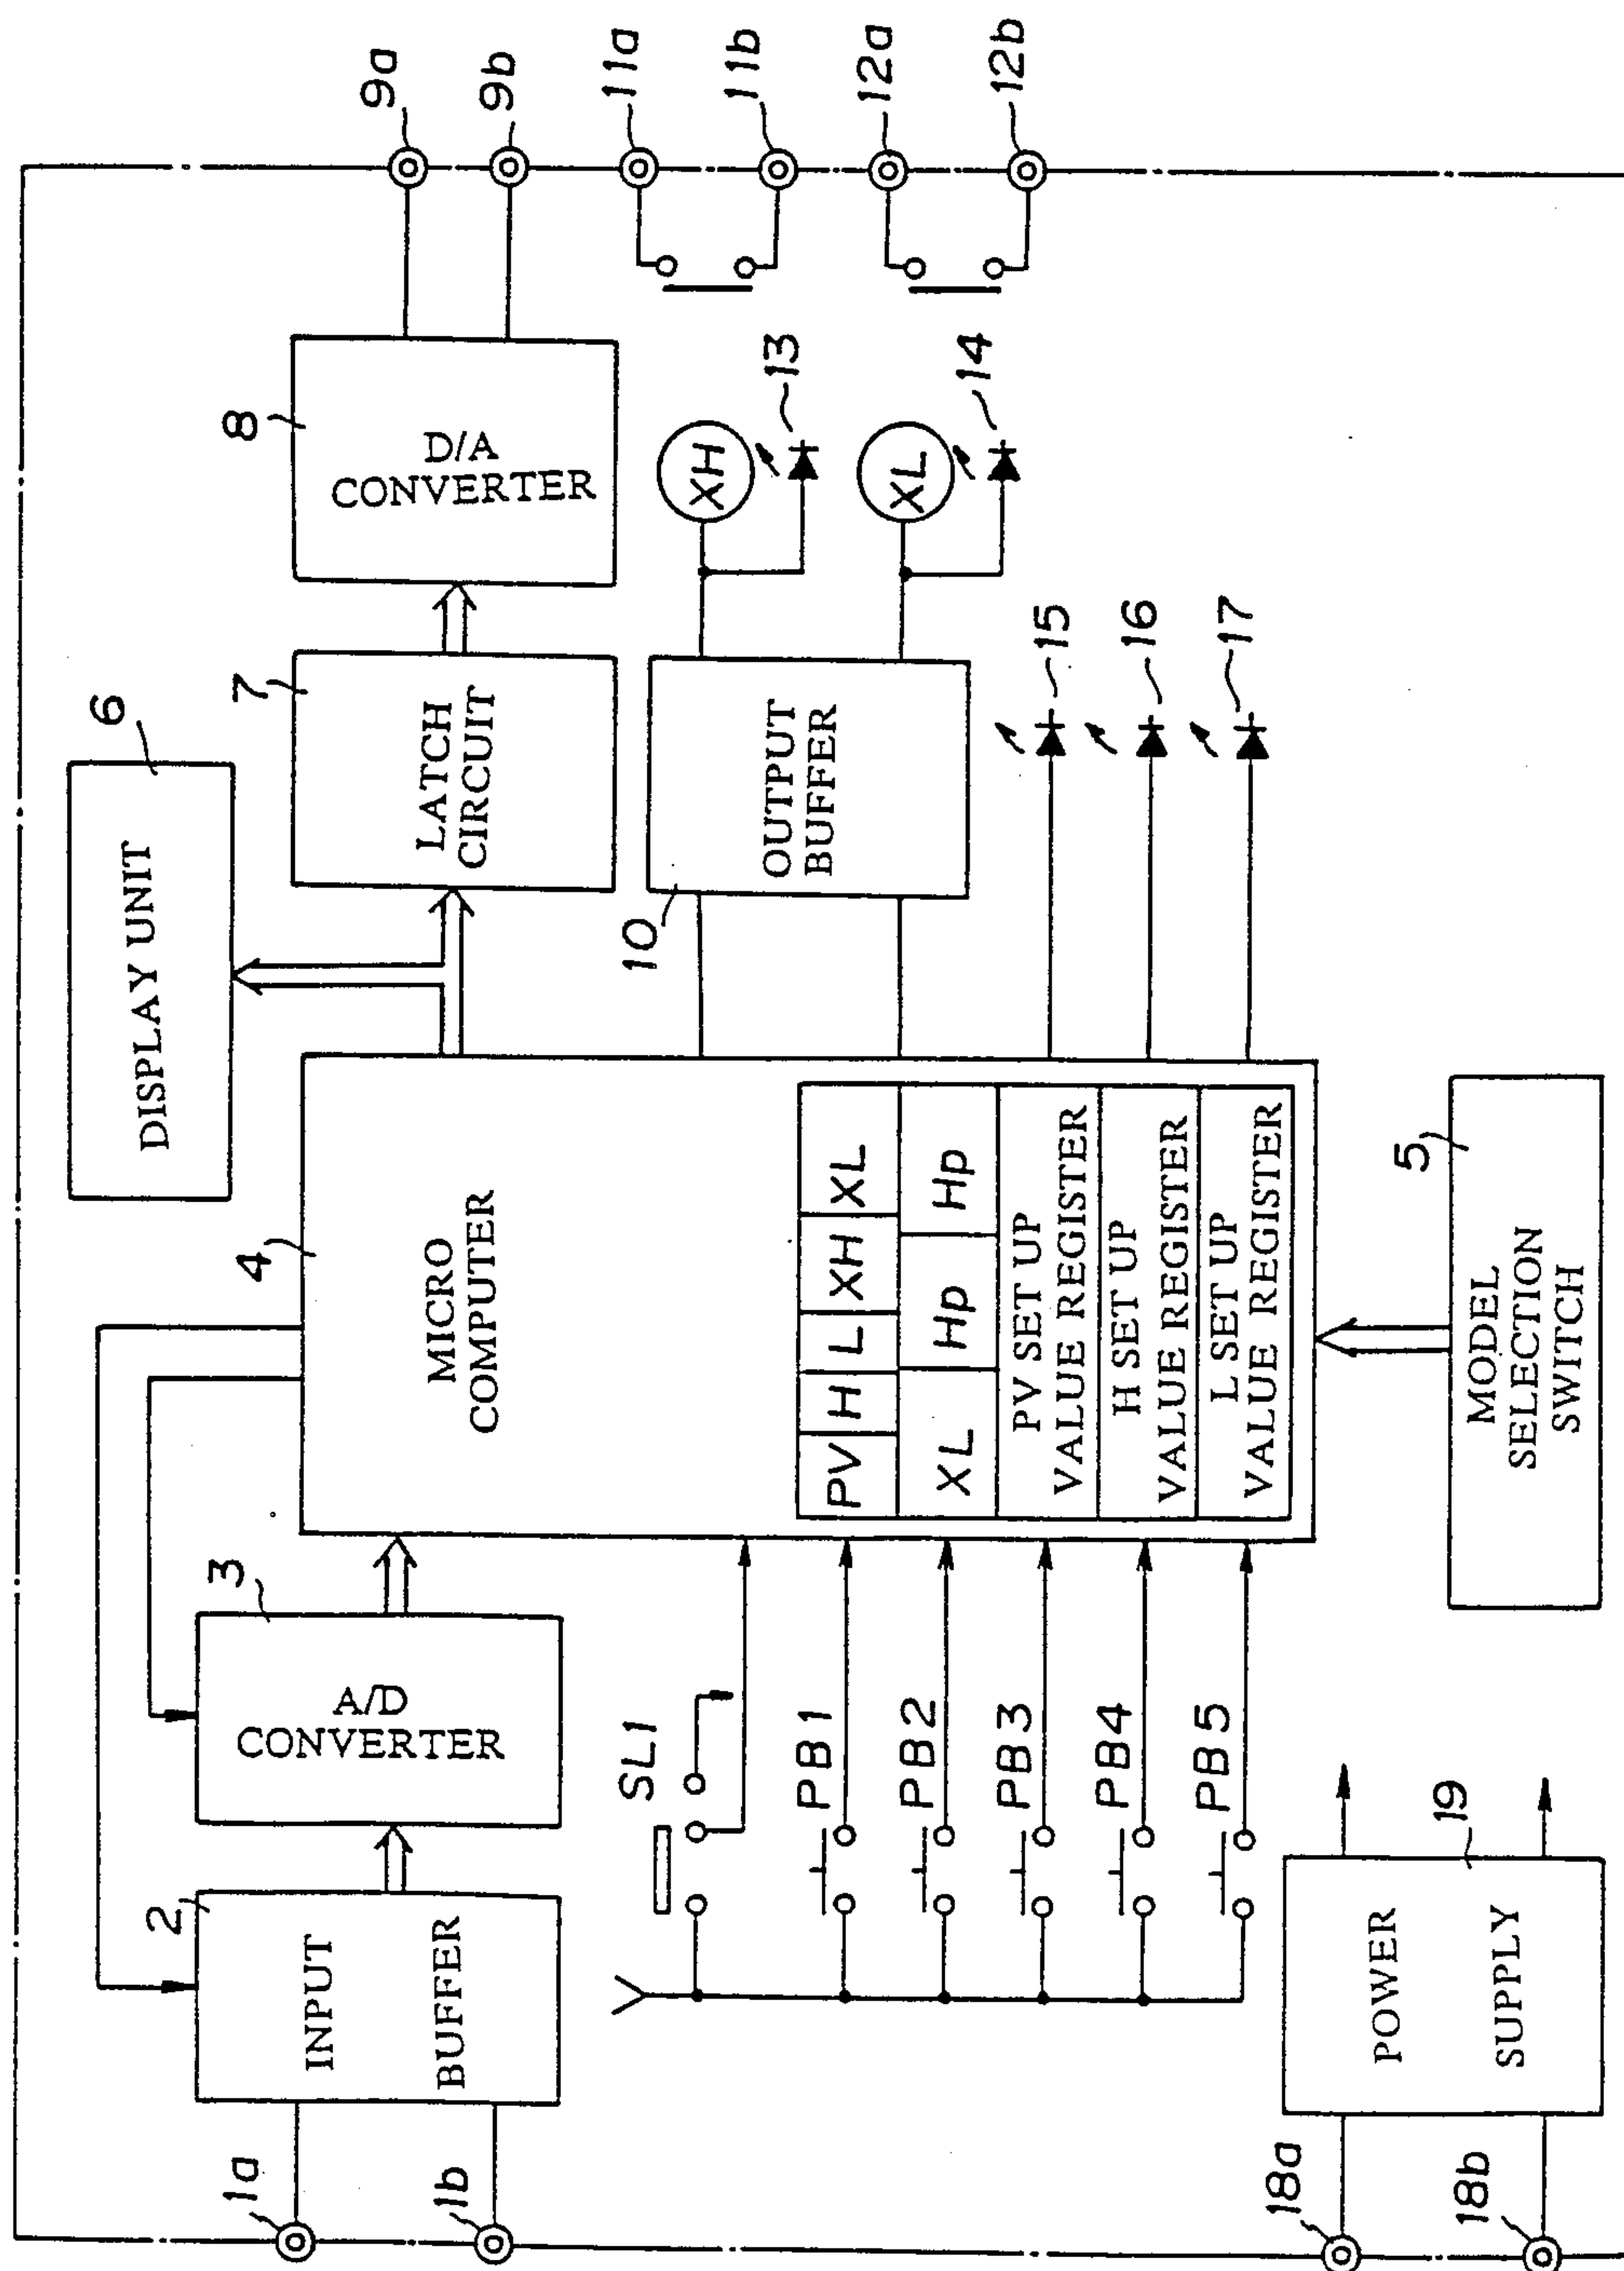 6
DISPLAY UNIT
2
INPUT
BUFFER
3
A/D
CONVERTER
4
MICRO
COMPUTER
7
LATCH
CIRCUIT
8
D/A
CONVERTER
1a
1b
9a
9b
11a
11b
12a
12b
10
OUTPUT
BUFFER
XH
13
XL
14
15
16
17
SL1
PB1
PB2
PB3
PB4
PB5
PV H L XH XL
XL Hp Hp
PV SET UP
VALUE REGISTER
H SET UP
VALUE REGISTER
L SET UP
VALUE REGISTER
5
MODEL
SELECTION
SWITCH
18a
18b
19
POWER
SUPPLY